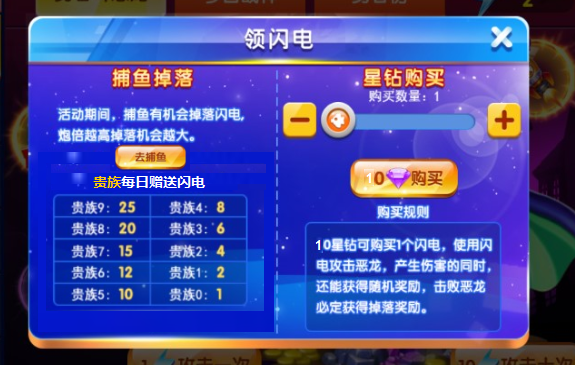 领闪电
捕鱼掉落
活动期间，捕鱼有机会掉落闪电,
炮倍越高掉落机会越大。
去捕鱼
贵族每日赠送闪电
贵族9: 25 贵族4: 8
贵族8: 20 贵族3: 6
贵族7: 15 贵族2: 4
贵族6: 12 贵族1: 2
贵族5: 10 贵族0: 1
星钻购买
购买数量: 1
10 购买
购买规则
10星钻可购买1个闪电，使用闪
电攻击恶龙，产生伤害的同时，
还能获得随机奖励，击败恶龙
必定获得掉落奖励。
2